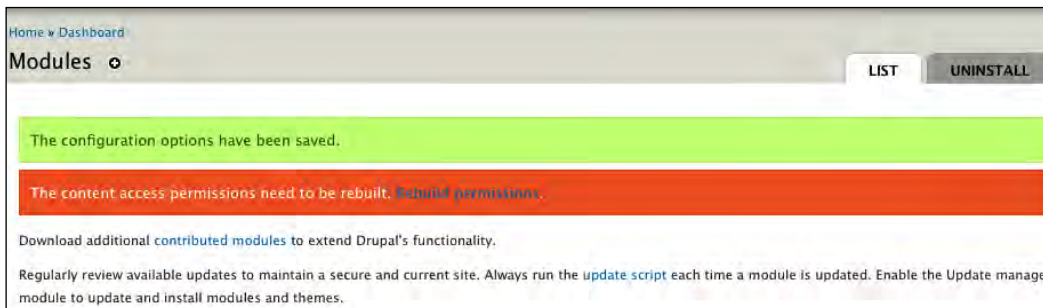 Home » Dashboard
Modules
LIST
UNINSTALL
The configuration options have been saved.
The content access permissions need to be rebuilt. Rebuild permissions.
Download additional contributed modules to extend Drupal's functionality.
Regularly review available updates to maintain a secure and current site. Always run the update script each time a module is updated. Enable the Update manage
module to update and install modules and themes.